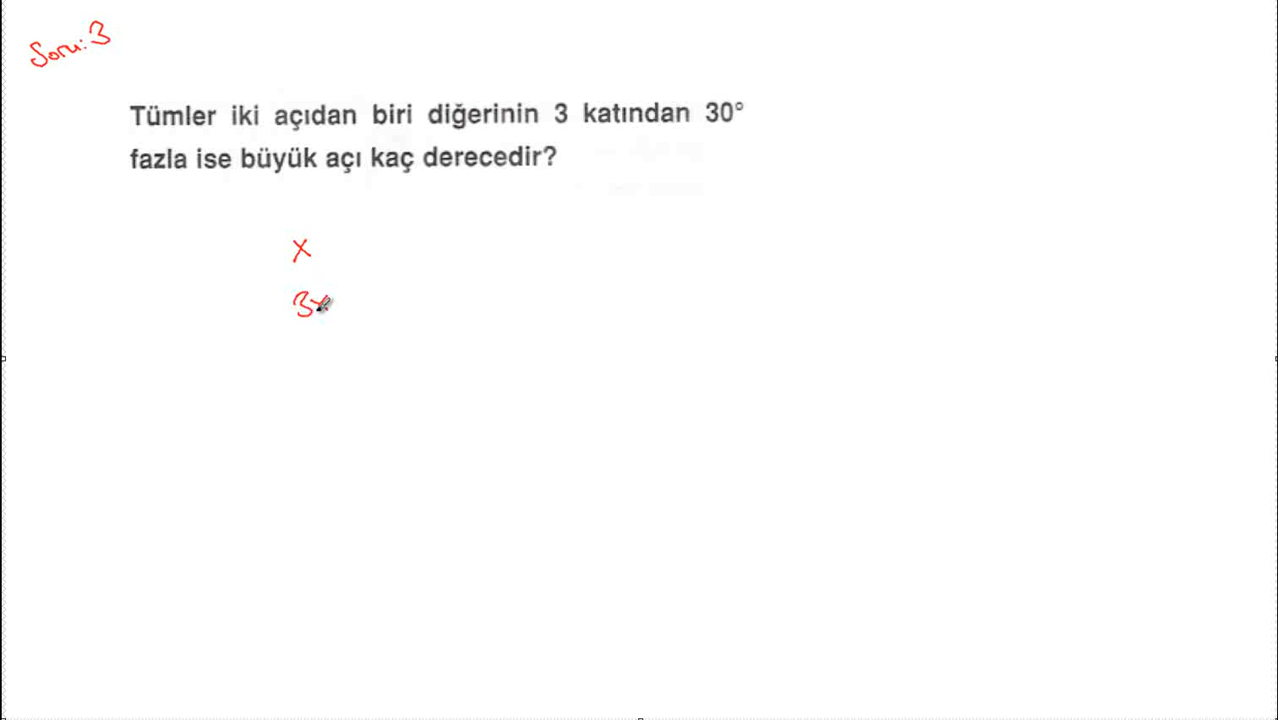 Soru: 3
Tümler iki açıdan biri diğerinin 3 katından 30°
fazla ise büyük açı kaç derecedir?
x
3x